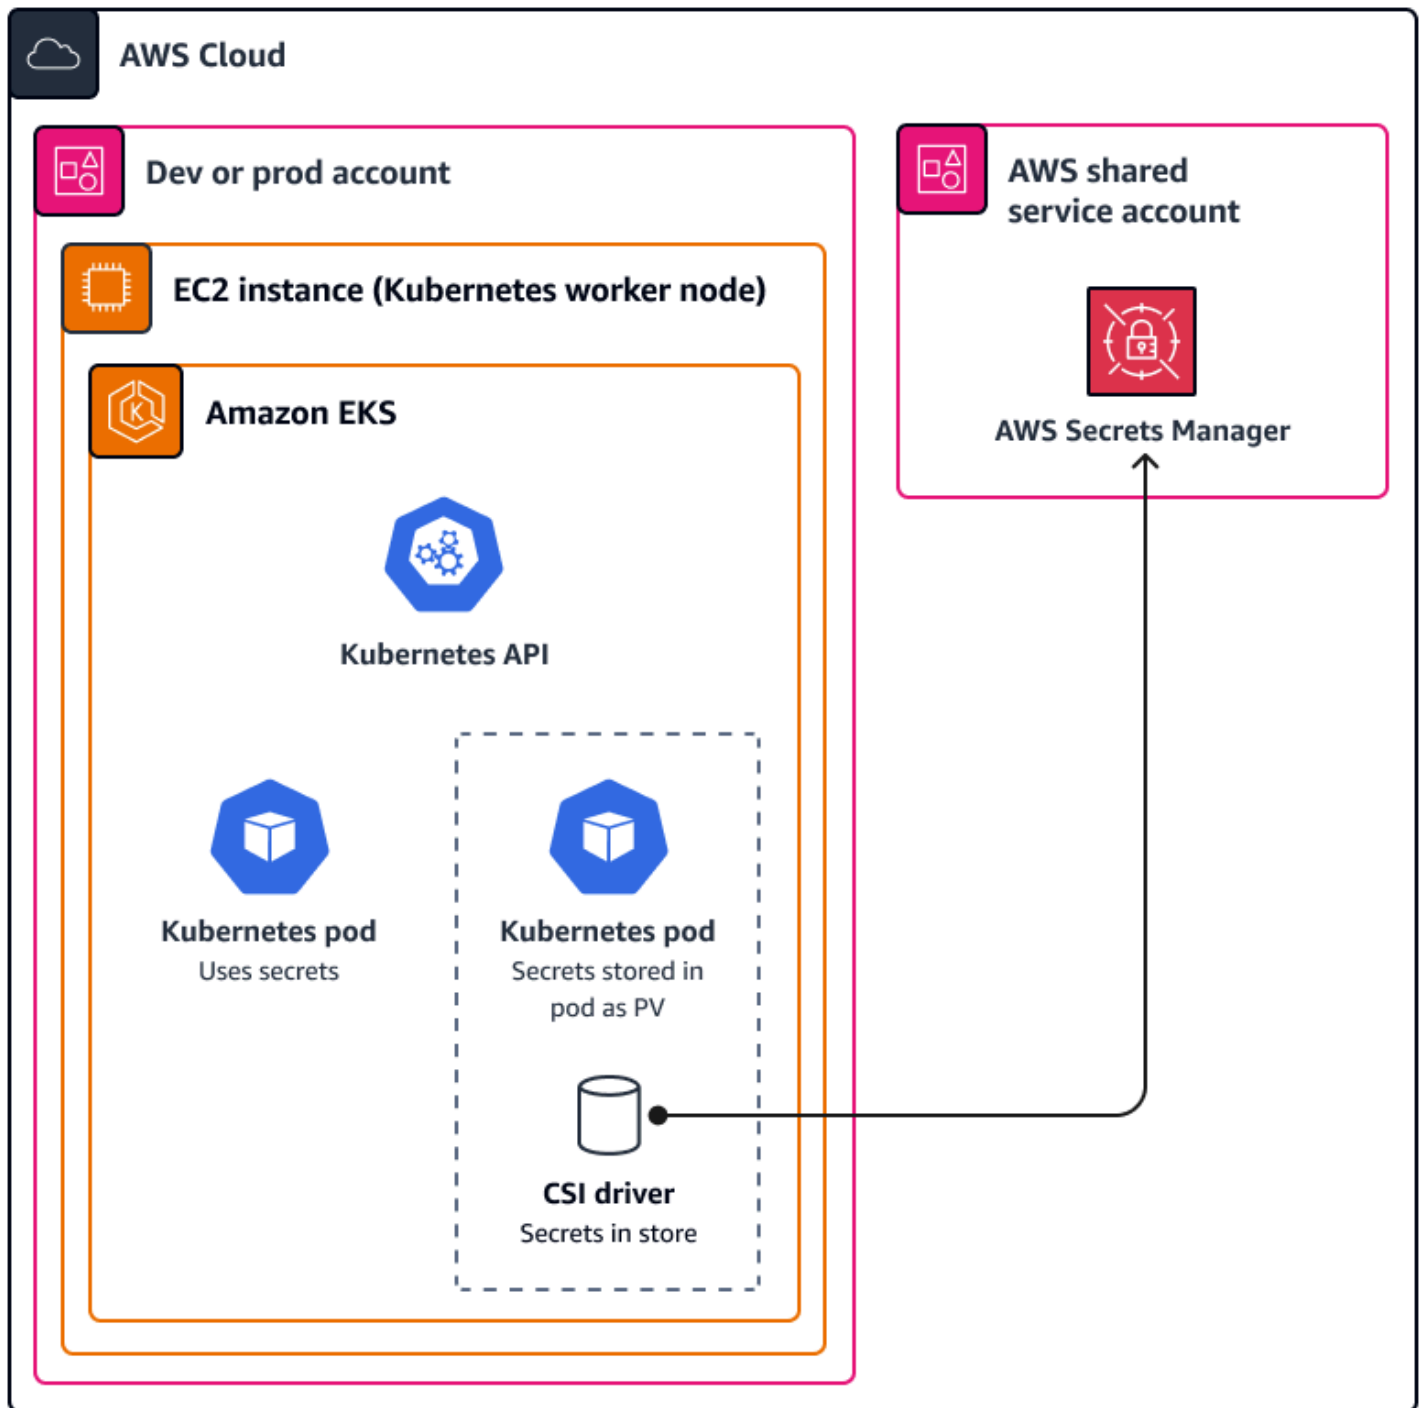 AWS Cloud
Dev or prod account
AWS shared
service account
EC2 instance (Kubernetes worker node)
Amazon EKS
K
AWS Secrets Manager
Kubernetes API
Kubernetes pod
Uses secrets
Kubernetes pod
Secrets stored in
pod as PV
CSI driver
Secrets in store